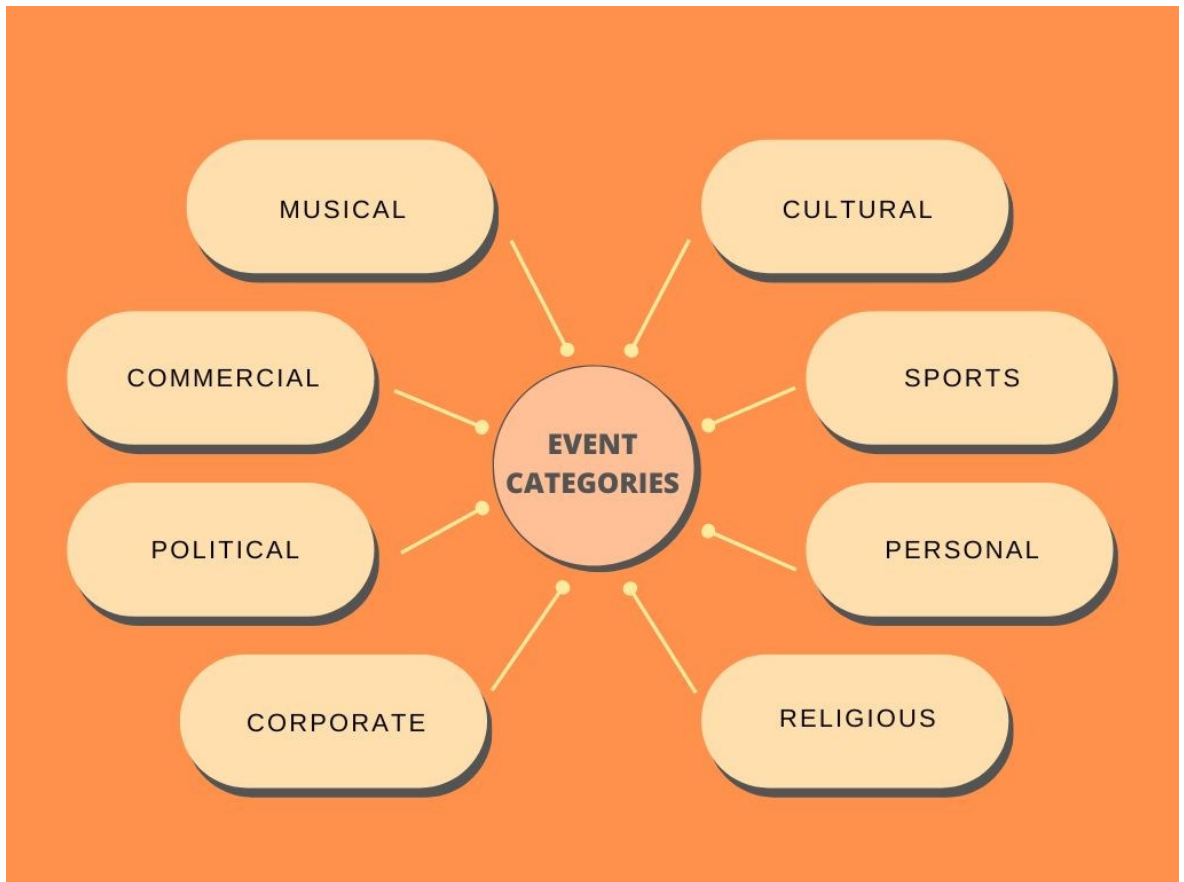 MUSICAL
CULTURAL
COMMERCIAL
SPORTS
EVENT
CATEGORIES
POLITICAL
PERSONAL
CORPORATE
RELIGIOUS